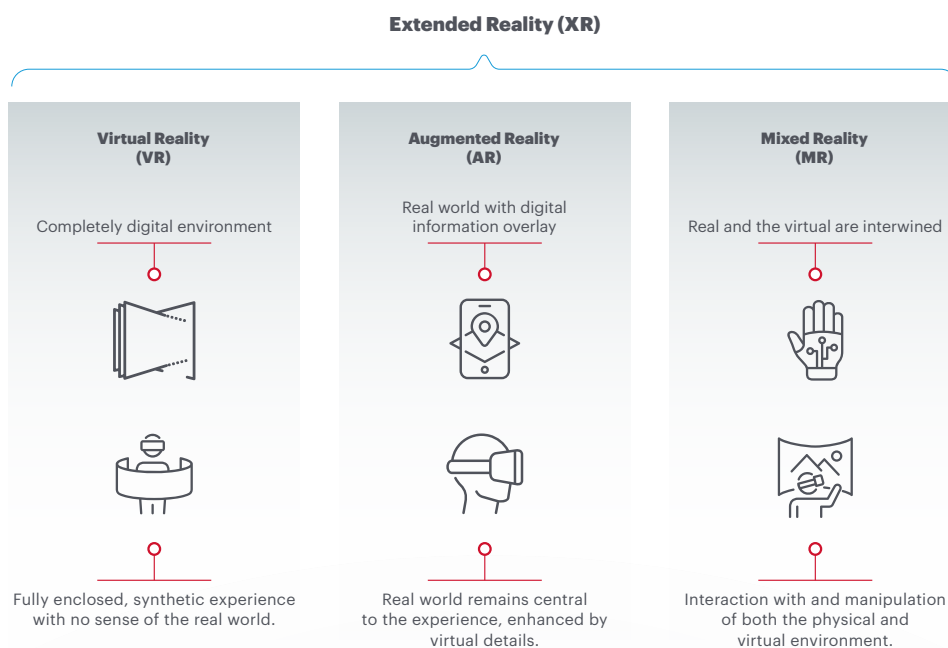 Extended Reality (XR)
Virtual Reality
(VR)
Completely digital environment
Fully enclosed, synthetic experience
with no sense of the real world.
Augmented Reality
(AR)
Real world with digital
information overlay
Real world remains central
to the experience, enhanced by
virtual details.
Mixed Reality
(MR)
Real and the virtual are interwined
Interaction with and manipulation
of both the physical and
virtual environment.